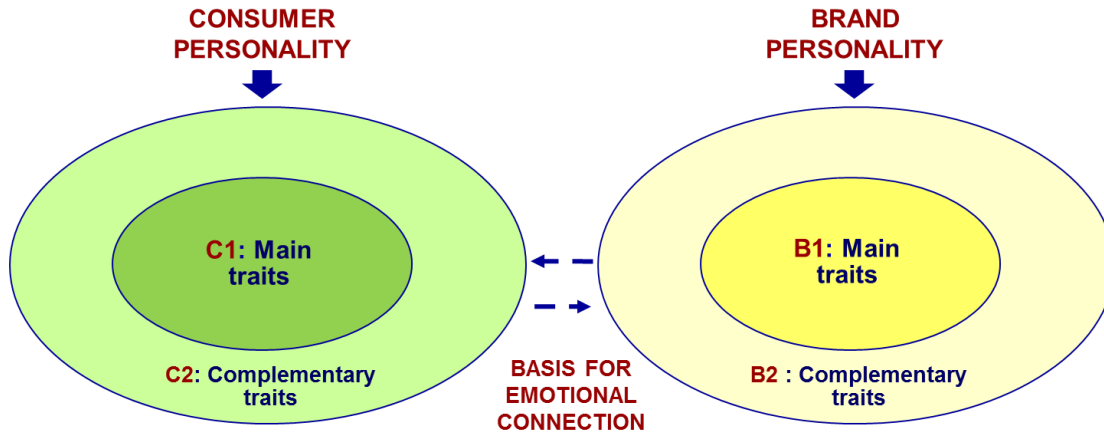 CONSUMER
PERSONALITY
BRAND
PERSONALITY
C1: Main
traits
B1: Main
traits
C2: Complementary
traits
BASIS FOR
EMOTIONAL
CONNECTION
B2 : Complementary
traits